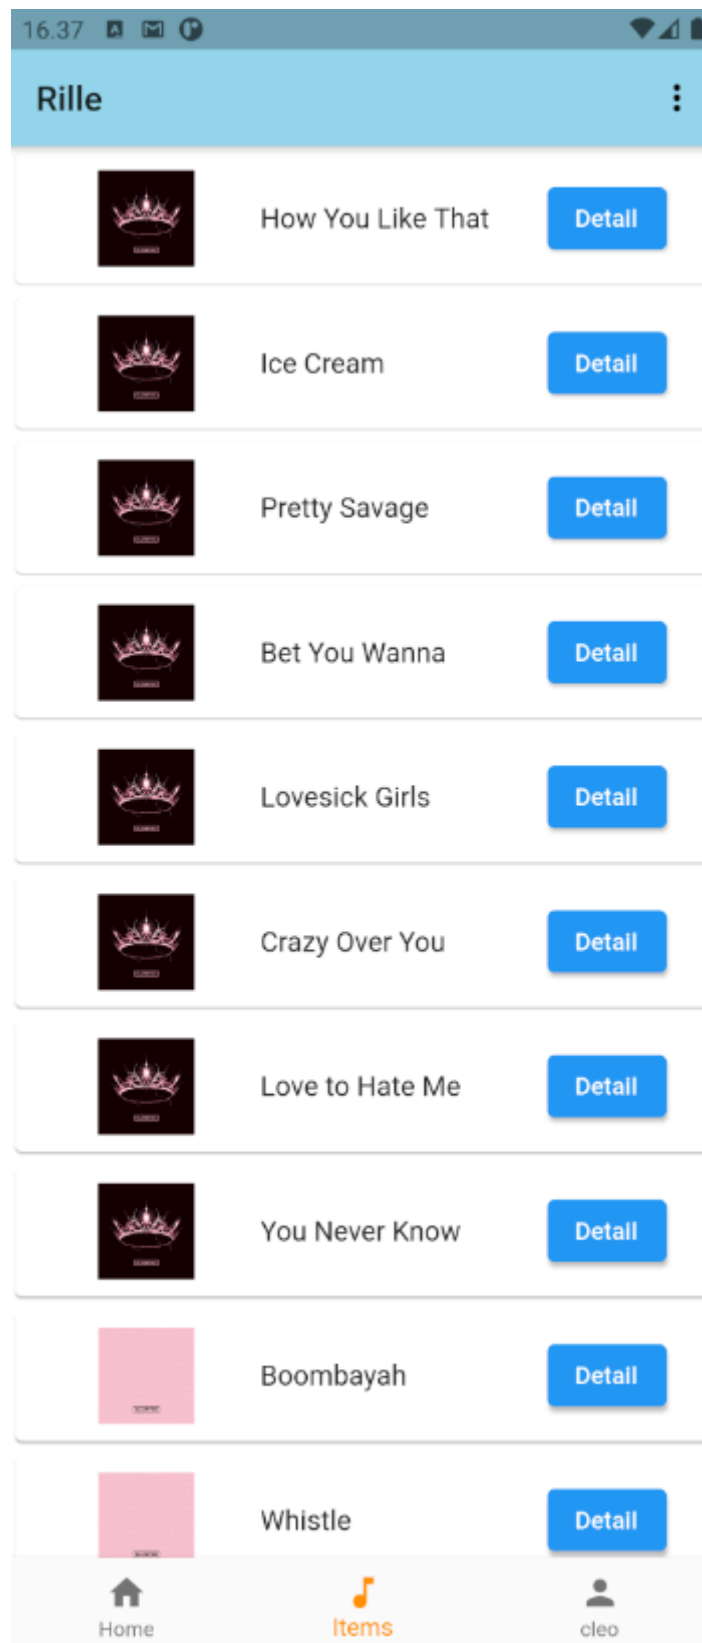 16.37
Rille
How You Like That Detail
Ice Cream Detail
Pretty Savage Detail
Bet You Wanna Detail
Lovesick Girls Detail
Crazy Over You Detail
Love to Hate Me Detail
You Never Know Detail
Boombayah Detail
Whistle Detail
Home Items cleo